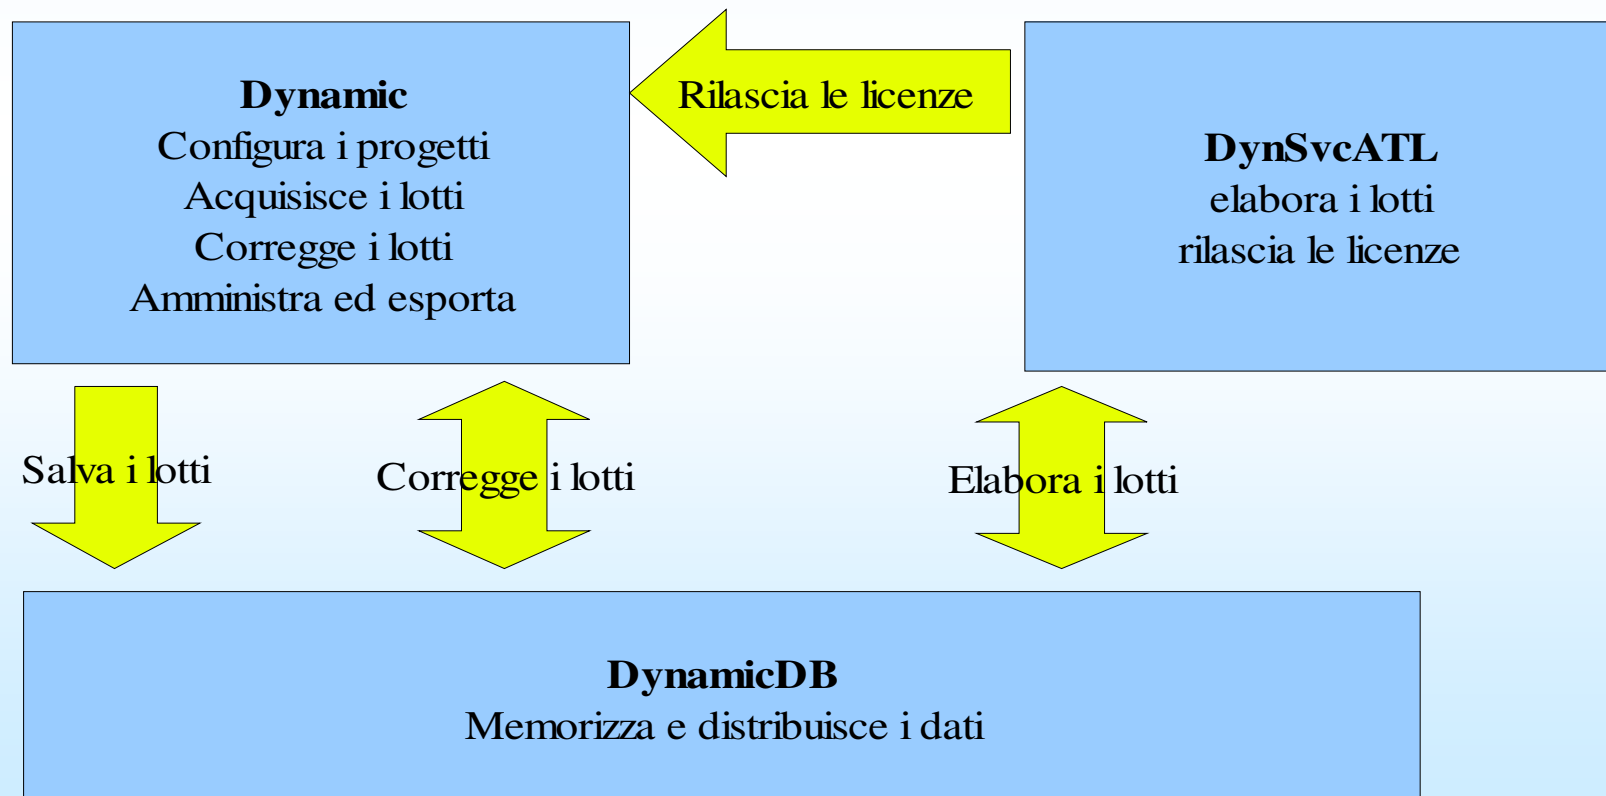 Dynamic
Configura i progetti
Acquisisce i lotti
Corregge i lotti
Amministra ed esporta
Rilascia le licenze
DynSvcATL
elabora i lotti
rilascia le licenze
Salva i lotti
Corregge i lotti
Elabora i lotti
DynamicDB
Memorizza e distribuisce i dati